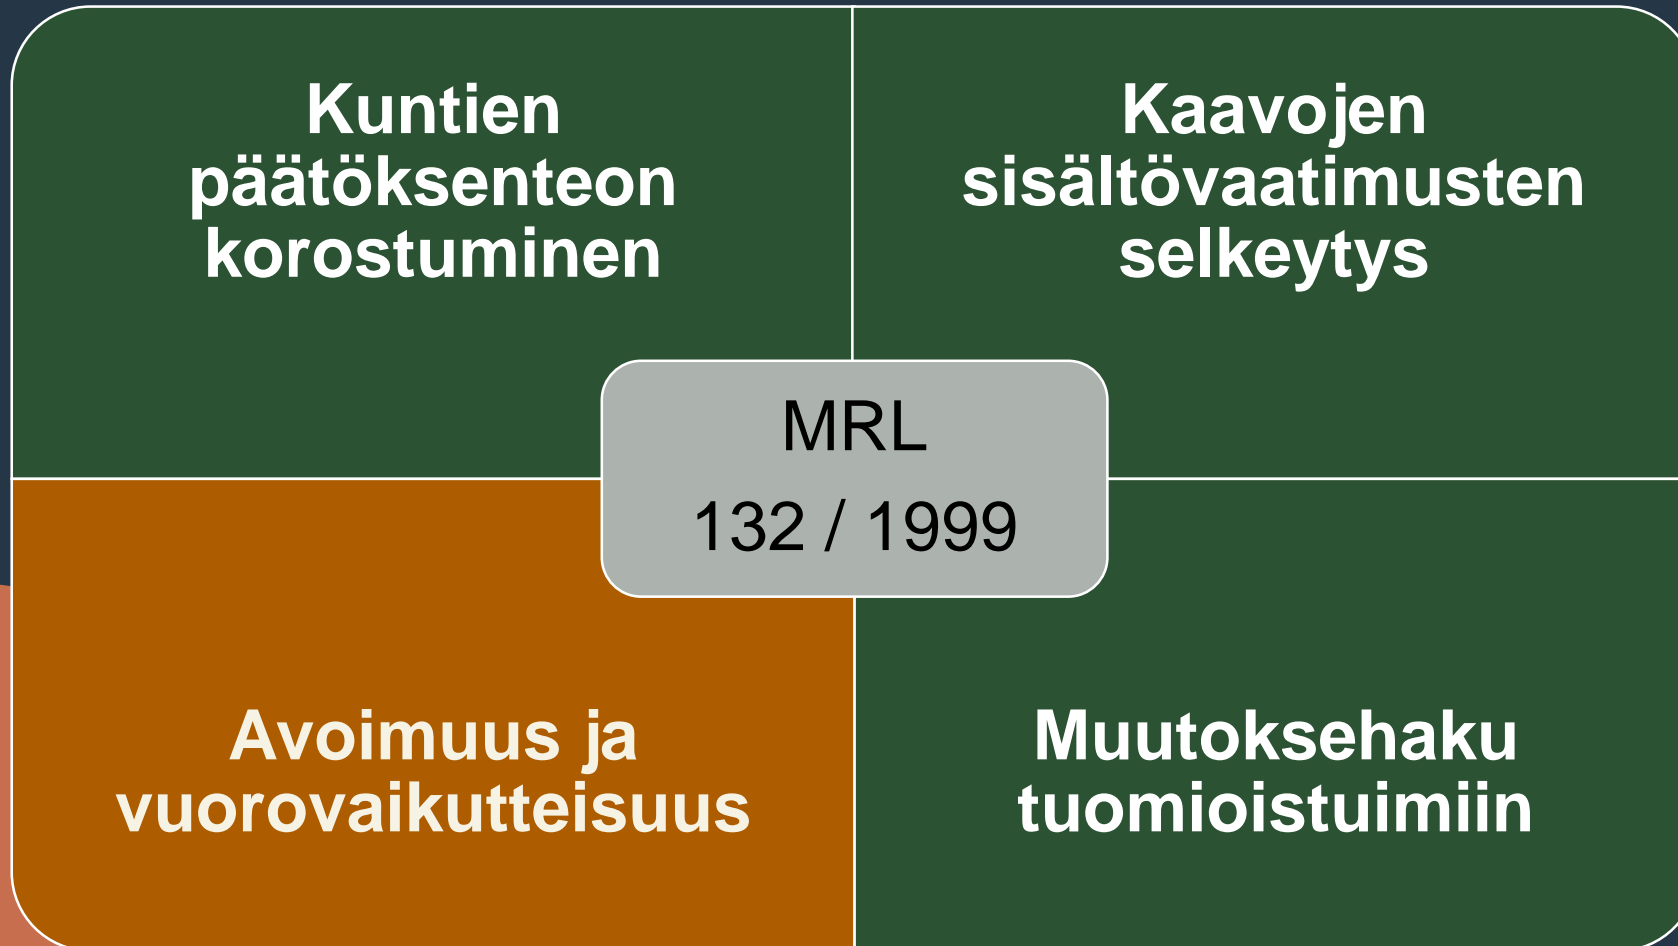 Kuntien
päätöksenteon
korostuminen
Kaavojen
sisältövaatimusten
selkeytys
MRL
132 / 1999
Avoimuus ja
vuorovaikutteisuus
Muutoksehaku
tuomioistuimiin